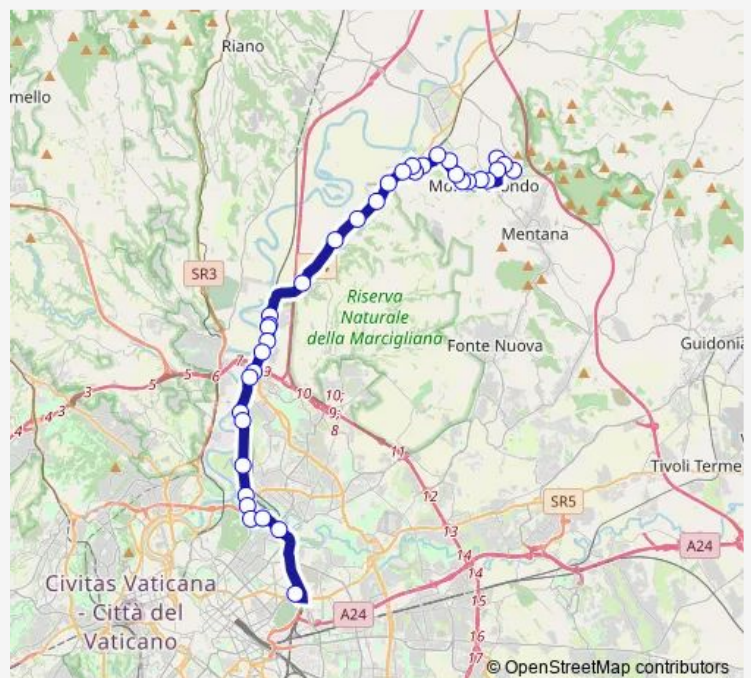 Riano
mello
SR3
Mentana
Riserva
Naturale
della Marcigliana
Fonte Nuova
Guidonia
3
3
4
4
5
5
6
7
9
10
10;
9;
8
11
12
Tivoli Terme
SR5
13
14
14
15
16
17
A24
A24
Civitas Vaticana
- Città del
Vaticano
© OpenStreetMap contributors